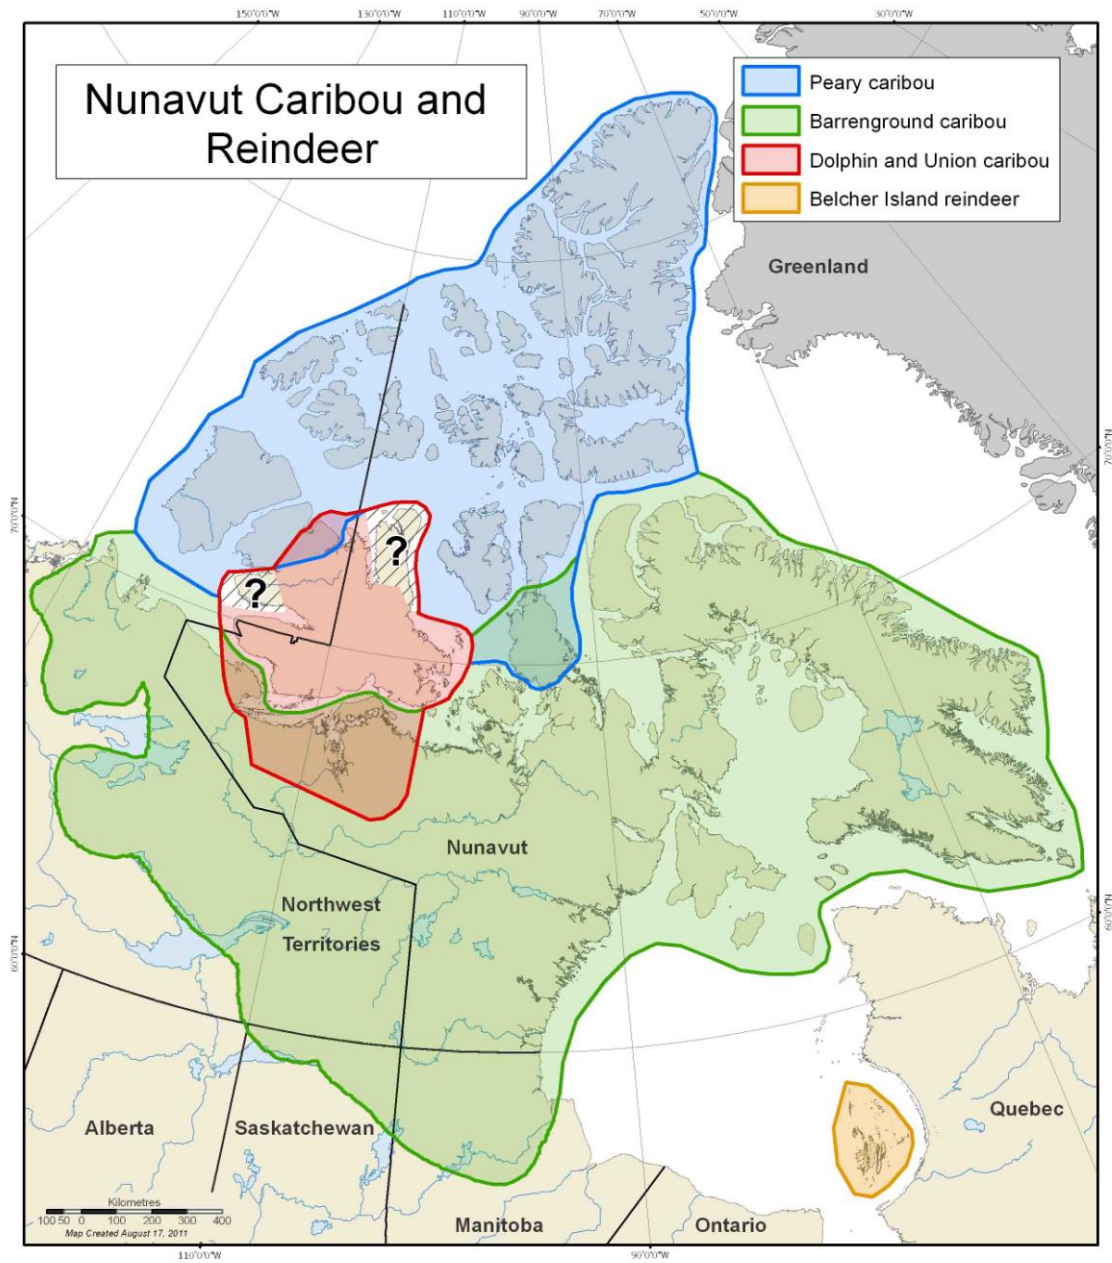 150°0'0"W 130°0'0"W 110°0'0"W 90°0'0"W 70°0'0"W 50°0'0"W 30°0'0"W
Nunavut Caribou and
Reindeer
Peary caribou
Barrenground caribou
Dolphin and Union caribou
Belcher Island reindeer
Greenland
70°0'0"N
70°0'0"N
?
?
Nunavut
Northwest
Territories
60°0'0"N
60°0'0"N
Alberta
Saskatchewan
Quebec
Manitoba
Ontario
Kilometres
100 50 0 100 200 300 400
Map Created August 17, 2011
110°0'0"W 90°0'0"W